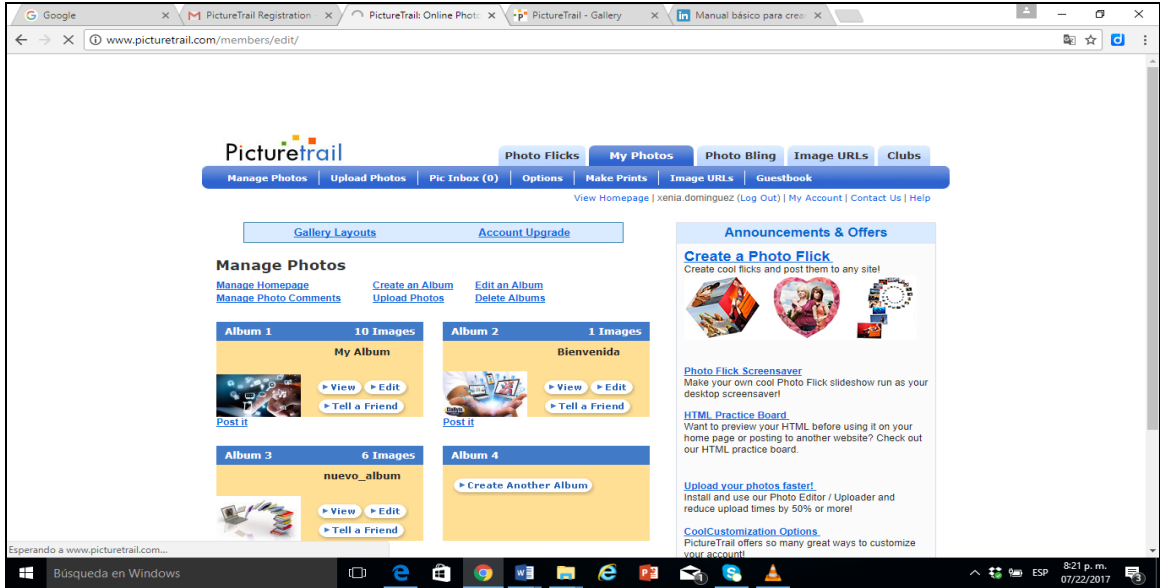 Google
PictureTrail Registration
PictureTrail: Online Photo
PictureTrail - Gallery
Manual básico para crea
www.picturetrail.com/members/edit/
Picturetrail
Photo Flicks My Photos Photo Bling Image URLs Clubs
Manage Photos Upload Photos Pic Inbox (0) Options Make Prints Image URLs Guestbook
View Homepage | xenia.dominguez (Log Out) | My Account | Contact Us | Help
Gallery Layouts Account Upgrade
Manage Photos
Manage Homepage Create an Album Edit an Album
Manage Photo Comments Upload Photos Delete Albums
Album 1 10 Images
My Album
View Edit
Tell a Friend
Post it
Album 2 1 Images
Bienvenida
View Edit
Tell a Friend
Post it
Album 3 6 Images
nuevo_album
View Edit
Tell a Friend
Album 4
Create Another Album
Announcements & Offers
Create a Photo Flick
Create cool flicks and post them to any site!
Photo Flick Screensaver
Make your own cool Photo Flick slideshow run as your
desktop screensaver!
HTML Practice Board
Want to preview your HTML before using it on your
home page or posting to another website? Check out
our HTML practice board.
Upload your photos faster!
Install and use our Photo Editor / Uploader and
reduce upload times by 50% or more!
CoolCustomization Options
PictureTrail offers so many great ways to customize
your account!
Esperando a www.picturetrail.com...
Búsqueda en Windows
ESP
8:21 p. m.
07/22/2017